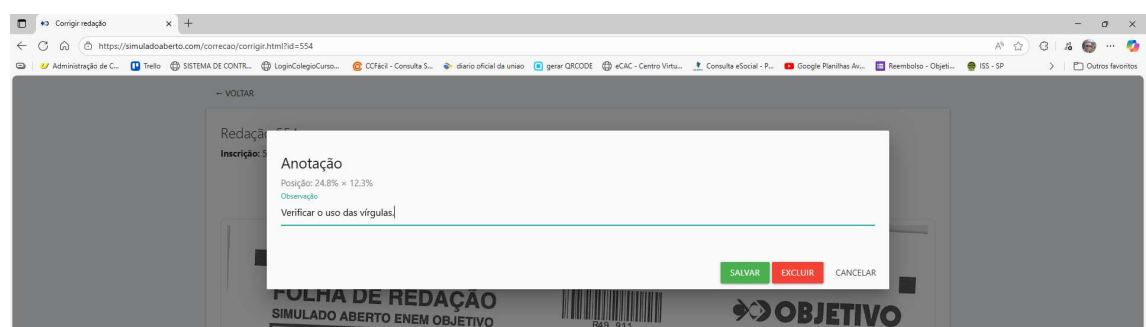 Corrigir redação
https://simuladoaberto.com/correcao/corrigir.html?id=554
Administração de C... Trello SISTEMA DE CONTR... LoginColegioCurso... CCFácil - Consulta S... diario oficial da uniao gerar QRCODE eCAC - Centro Virtu... Consulta eSocial - P... Google Planilhas Av... Reembolso - Objeti... ISS - SP Outros favoritos
← VOLTAR
Redação 554
Inscrição: 5
Anotação
Posição: 24.8% × 12.3%
Observação
Verificar o uso das vírgulas.
SALVAR EXCLUIR CANCELAR
FOLHA DE REDAÇÃO
SIMULADO ABERTO ENEM OBJETIVO
OBJETIVO